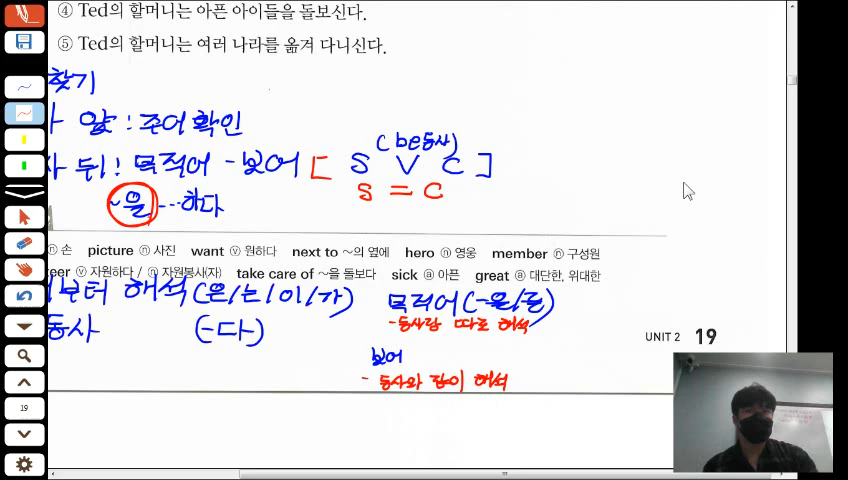 ④ Ted의 할머니는 아픈 아이들을 돌보신다.
⑤ Ted의 할머니는 여러 나라를 옮겨 다니신다.
찾기
앞 : 주어 확인
(be동사)
뒤! 목적어 - 보어 [ S V C ]
S = C
~을 ···하다
ⓝ 손 picture ⓝ 사진 want ⓥ 원하다 next to ~의 옆에 hero ⓝ 영웅 member ⓝ 구성원
teer ⓥ 자원하다 / ⓝ 자원봉사(자) take care of ~을 돌보다 sick ⓐ 아픈 great ⓐ 대단한, 위대한
부터 해석 (은/는/이/가) 목적어 (-을/를)
동사 (-다) - 동사랑 따로 해석
UNIT 2 19
보어
- 동사와 같이 해석
19